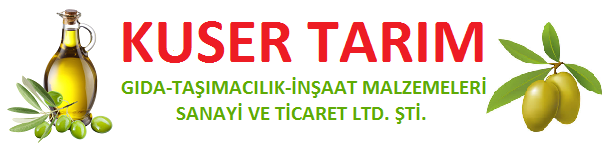 KUSER TARIM
GIDA-TAŞIMACILIK-İNŞAAT MALZEMELERİ
SANAYİ VE TİCARET LTD. ŞTİ.